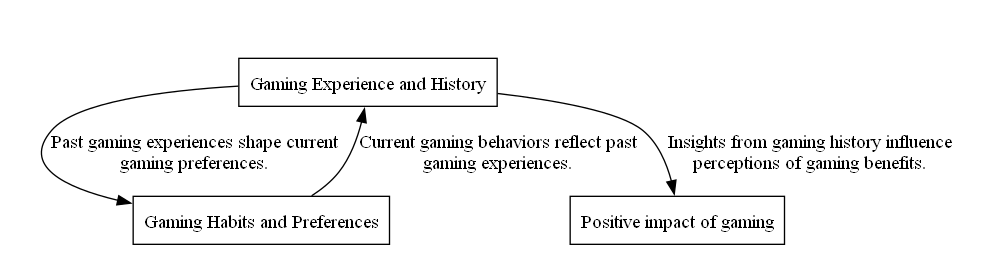 Gaming Experience and History
Past gaming experiences shape current
gaming preferences.
Current gaming behaviors reflect past
gaming experiences.
Insights from gaming history influence
perceptions of gaming benefits.
Gaming Habits and Preferences
Positive impact of gaming